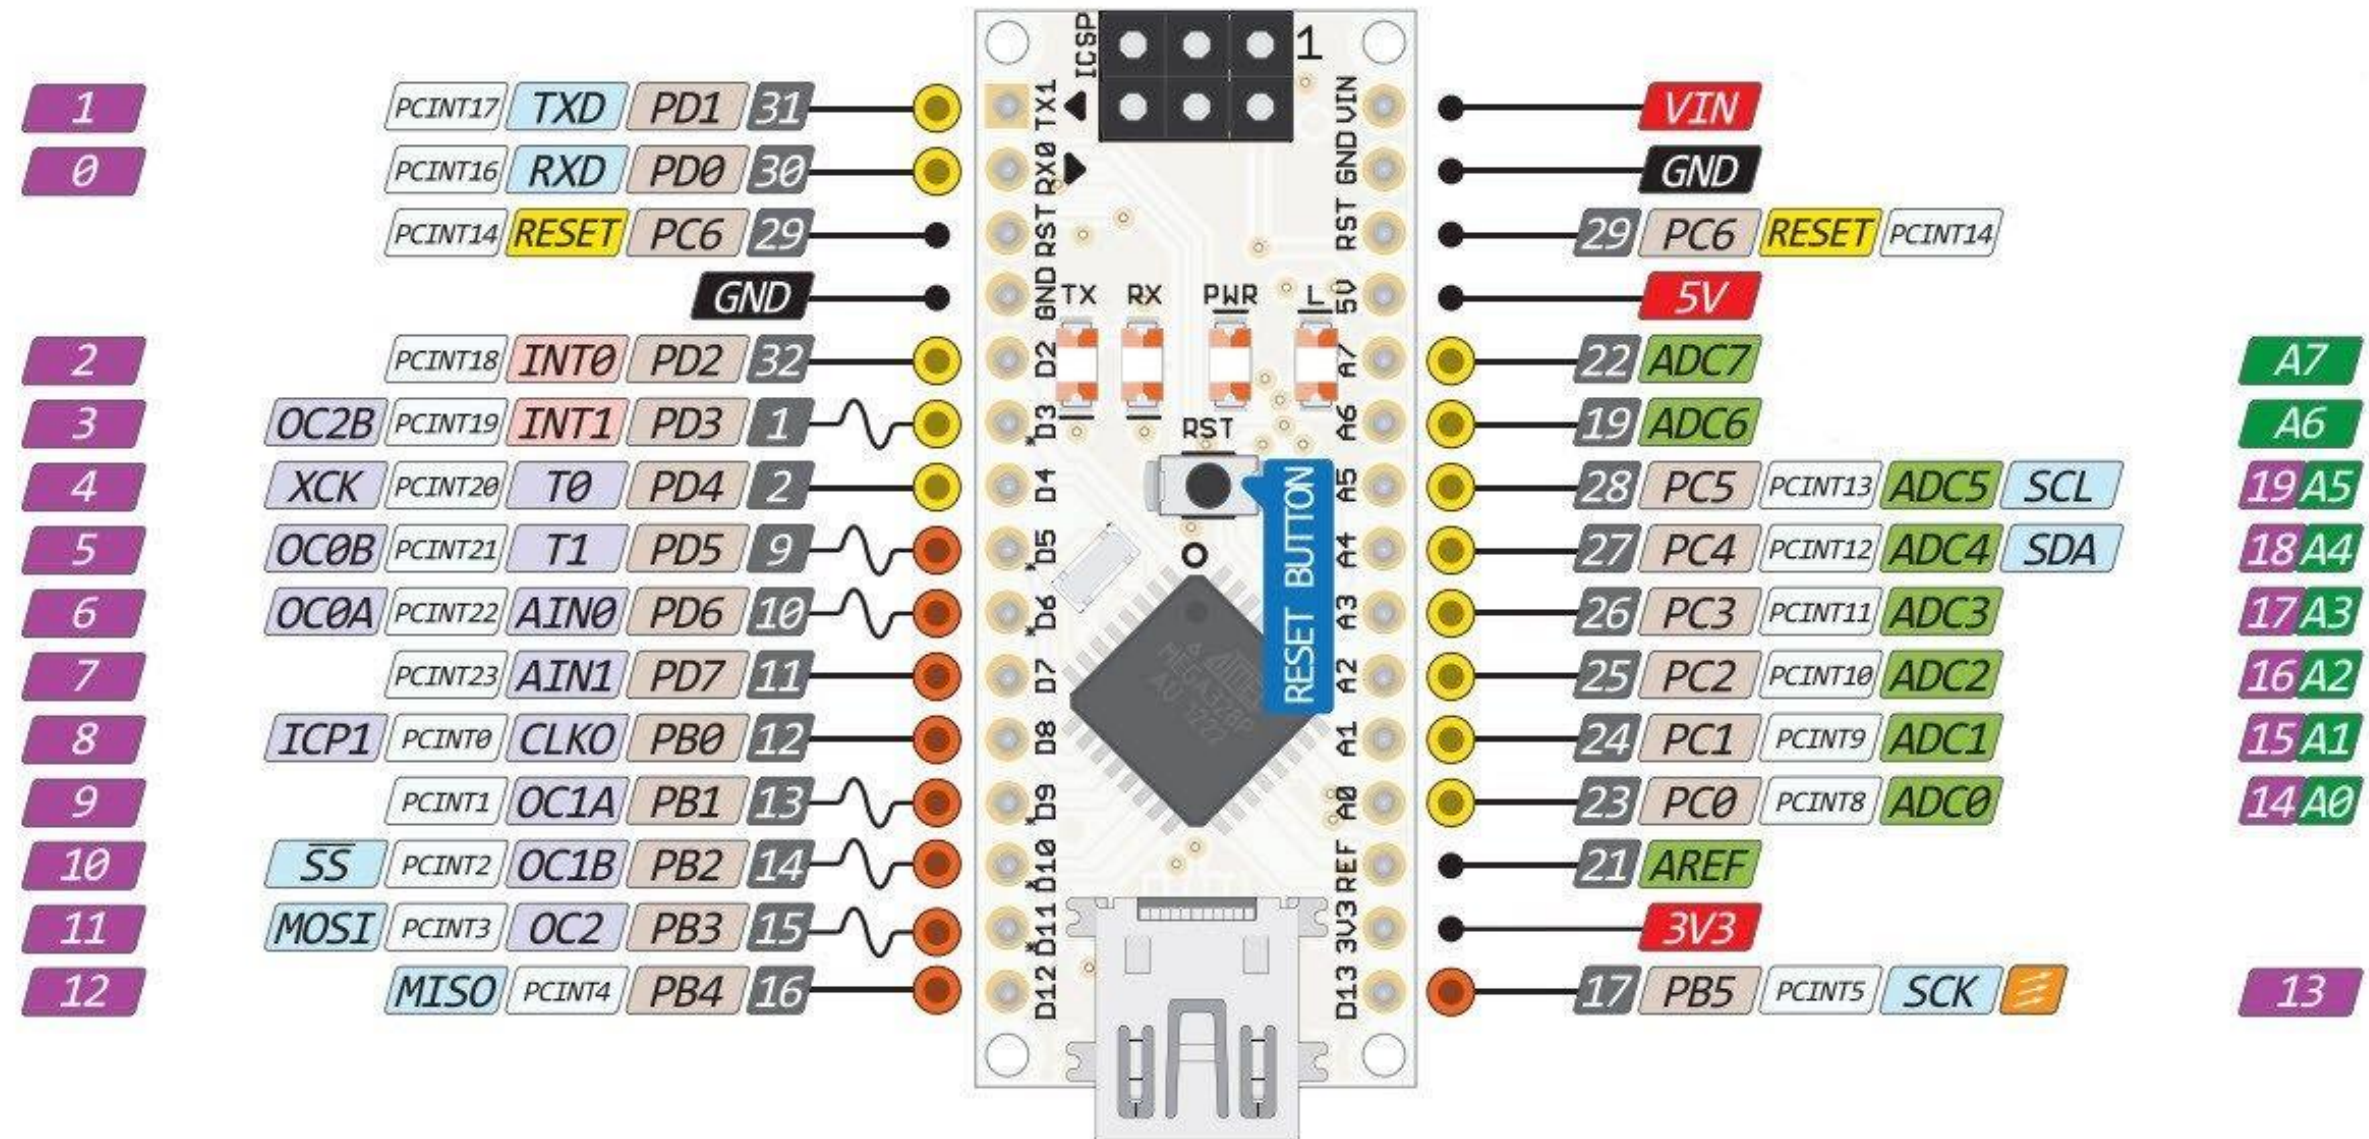 ICSP 1
1 PCINT17 TXD PD1 31 TX1 VIN VIN
0 PCINT16 RXD PD0 30 RX0 GND GND
PCINT14 RESET PC6 29 RST RST 29 PC6 RESET PCINT14
GND GND 5V 5V
TX RX PWR L
2 PCINT18 INT0 PD2 32 D2 A7 22 ADC7 A7
3 OC2B PCINT19 INT1 PD3 1 *D3 A6 19 ADC6 A6
RST
4 XCK PCINT20 T0 PD4 2 D4 A5 28 PC5 PCINT13 ADC5 SCL 19 A5
5 OC0B PCINT21 T1 PD5 9 *D5 A4 27 PC4 PCINT12 ADC4 SDA 18 A4
RESET BUTTON
6 OC0A PCINT22 AIN0 PD6 10 *D6 A3 26 PC3 PCINT11 ADC3 17 A3
7 PCINT23 AIN1 PD7 11 D7 A2 25 PC2 PCINT10 ADC2 16 A2
ATMEL
MEGA328P
AU 1222
8 ICP1 PCINT0 CLKO PB0 12 D8 A1 24 PC1 PCINT9 ADC1 15 A1
9 PCINT1 OC1A PB1 13 *D9 A0 23 PC0 PCINT8 ADC0 14 A0
10 SS PCINT2 OC1B PB2 14 *D10 REF 21 AREF
11 MOSI PCINT3 OC2 PB3 15 *D11 3V3 3V3
12 MISO PCINT4 PB4 16 D12 D13 17 PB5 PCINT5 SCK 13